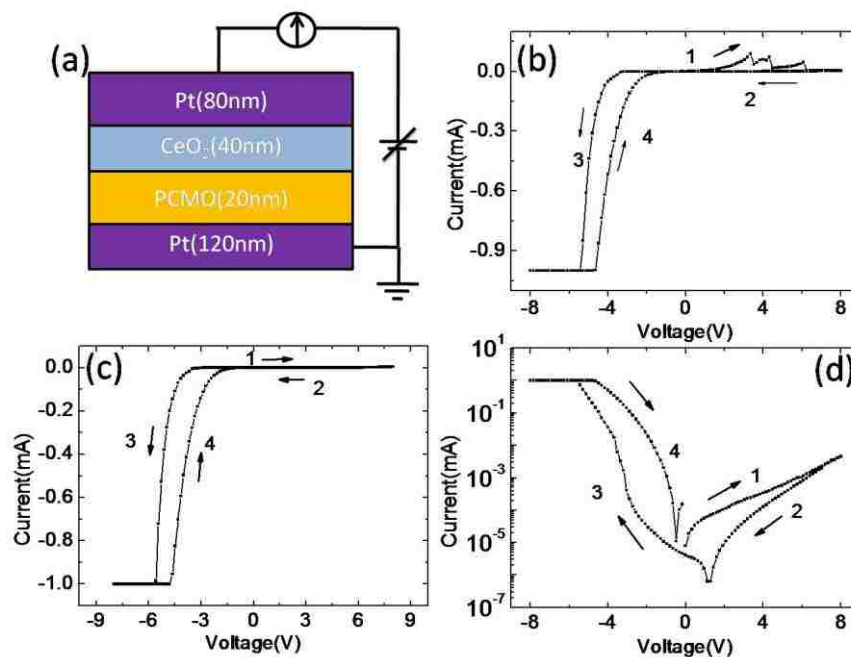 (a)
Pt(80nm)
CeO2(40nm)
PCMO(20nm)
Pt(120nm)
(b)
1
2
3
4
0.0
-0.3
-0.6
-0.9
Current(mA)
-8 -4 0 4 8
Voltage(V)
(c)
1
2
3
4
0.0
-0.2
-0.4
-0.6
-0.8
-1.0
Current(mA)
-9 -6 -3 0 3 6 9
Voltage(V)
(d)
4
1
3
2
10^1
10^-1
10^-3
10^-5
10^-7
Current(mA)
-8 -4 0 4 8
Voltage(V)